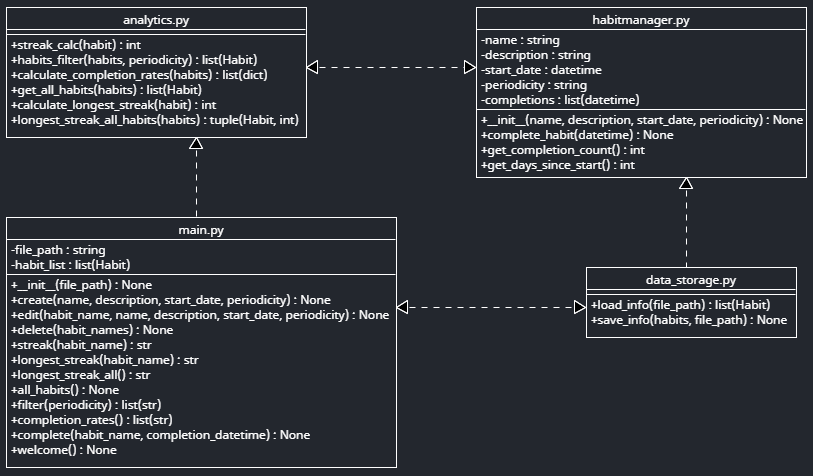 analytics.py
+streak_calc(habit) : int
+habits_filter(habits, periodicity) : list(Habit)
+calculate_completion_rates(habits) : list(dict)
+get_all_habits(habits) : list(Habit)
+calculate_longest_streak(habit) : int
+longest_streak_all_habits(habits) : tuple(Habit, int)
habitmanager.py
-name : string
-description : string
-start_date : datetime
-periodicity : string
-completions : list(datetime)
+__init__(name, description, start_date, periodicity) : None
+complete_habit(datetime) : None
+get_completion_count() : int
+get_days_since_start() : int
main.py
-file_path : string
-habit_list : list(Habit)
+__init__(file_path) : None
+create(name, description, start_date, periodicity) : None
+edit(habit_name, name, description, start_date, periodicity) : None
+delete(habit_names) : None
+streak(habit_name) : str
+longest_streak(habit_name) : str
+longest_streak_all() : str
+all_habits() : None
+filter(periodicity) : list(str)
+completion_rates() : list(str)
+complete(habit_name, completion_datetime) : None
+welcome() : None
data_storage.py
+load_info(file_path) : list(Habit)
+save_info(habits, file_path) : None